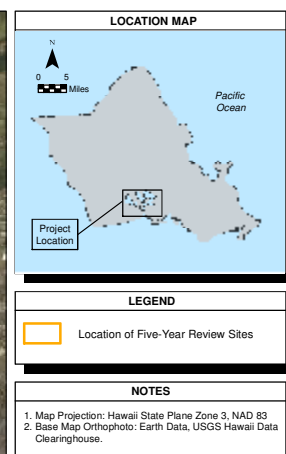 LOCATION MAP
N
0 5
Miles
Pacific
Ocean
Project
Location
LEGEND
Location of Five-Year Review Sites
NOTES
1. Map Projection: Hawaii State Plane Zone 3, NAD 83
2. Base Map Orthophoto: Earth Data, USGS Hawaii Data
Clearinghouse.